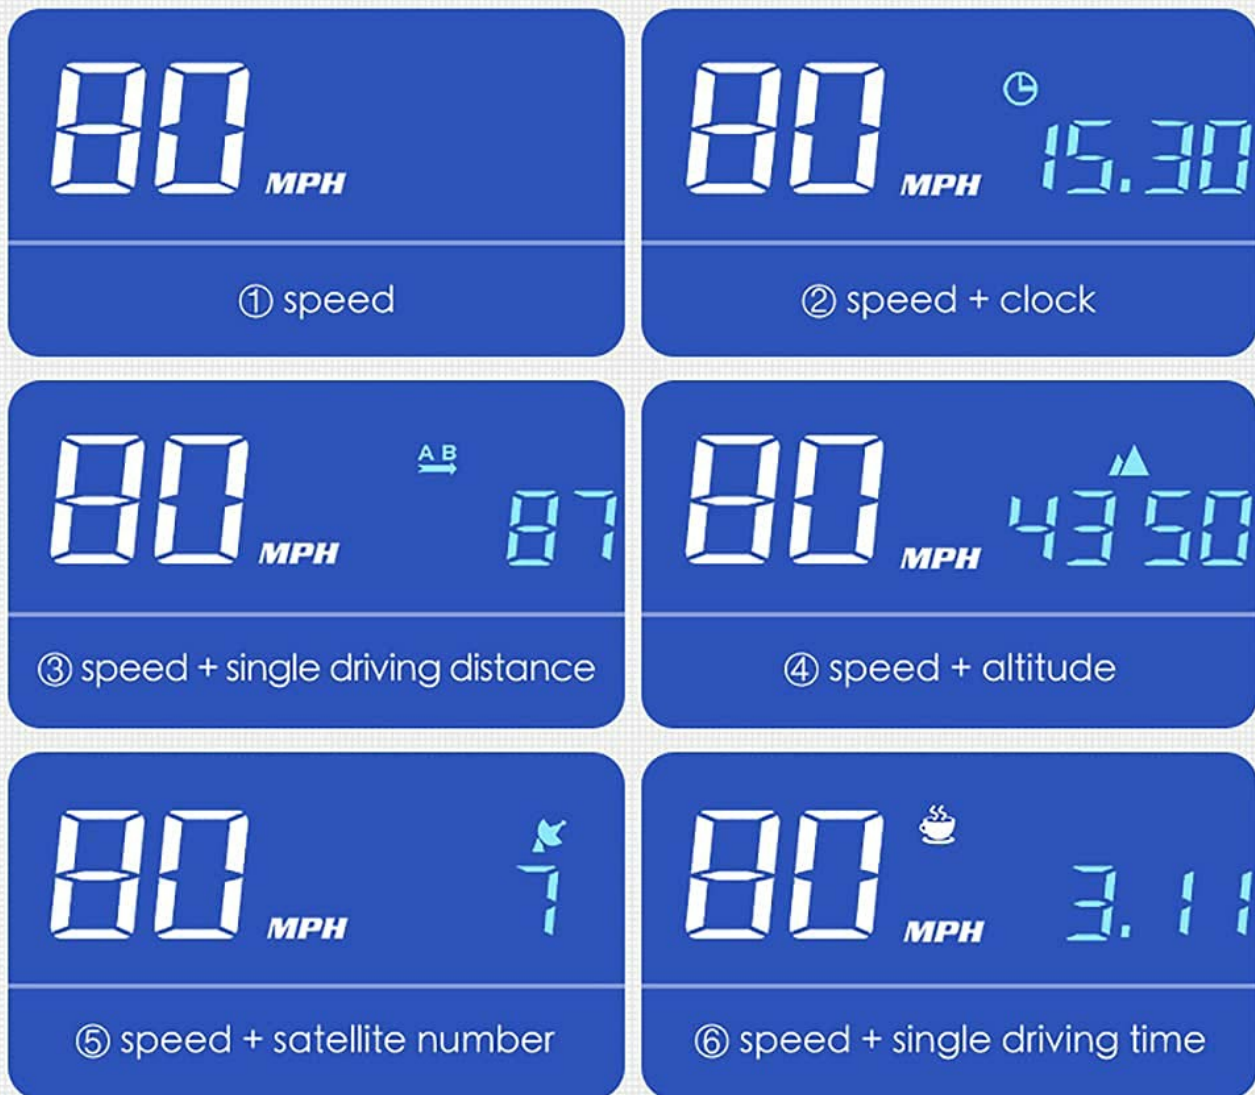 80 MPH
① speed
80 MPH 15.30
② speed + clock
80 MPH A B 87
③ speed + single driving distance
80 MPH 4350
④ speed + altitude
80 MPH 7
⑤ speed + satellite number
80 MPH 3.11
⑥ speed + single driving time